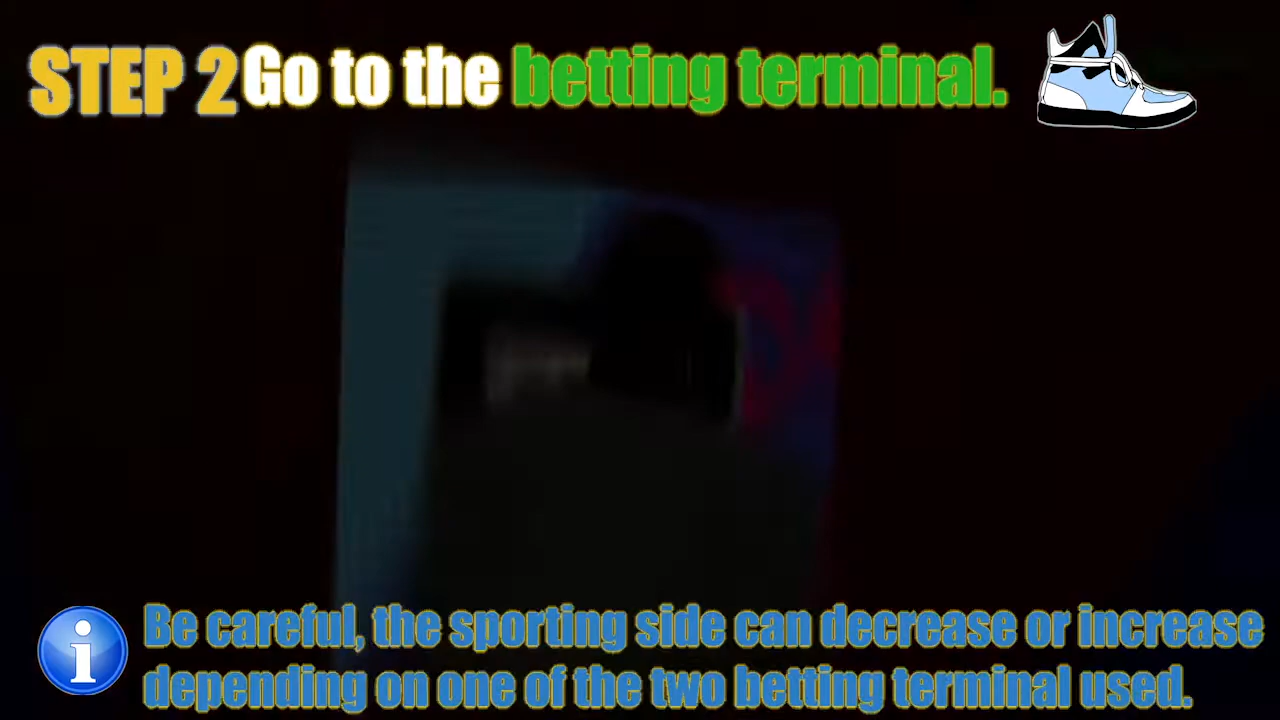 STEP 2 Go to the betting terminal.
Be careful, the sporting side can decrease or increase
depending on one of the two betting terminal used.